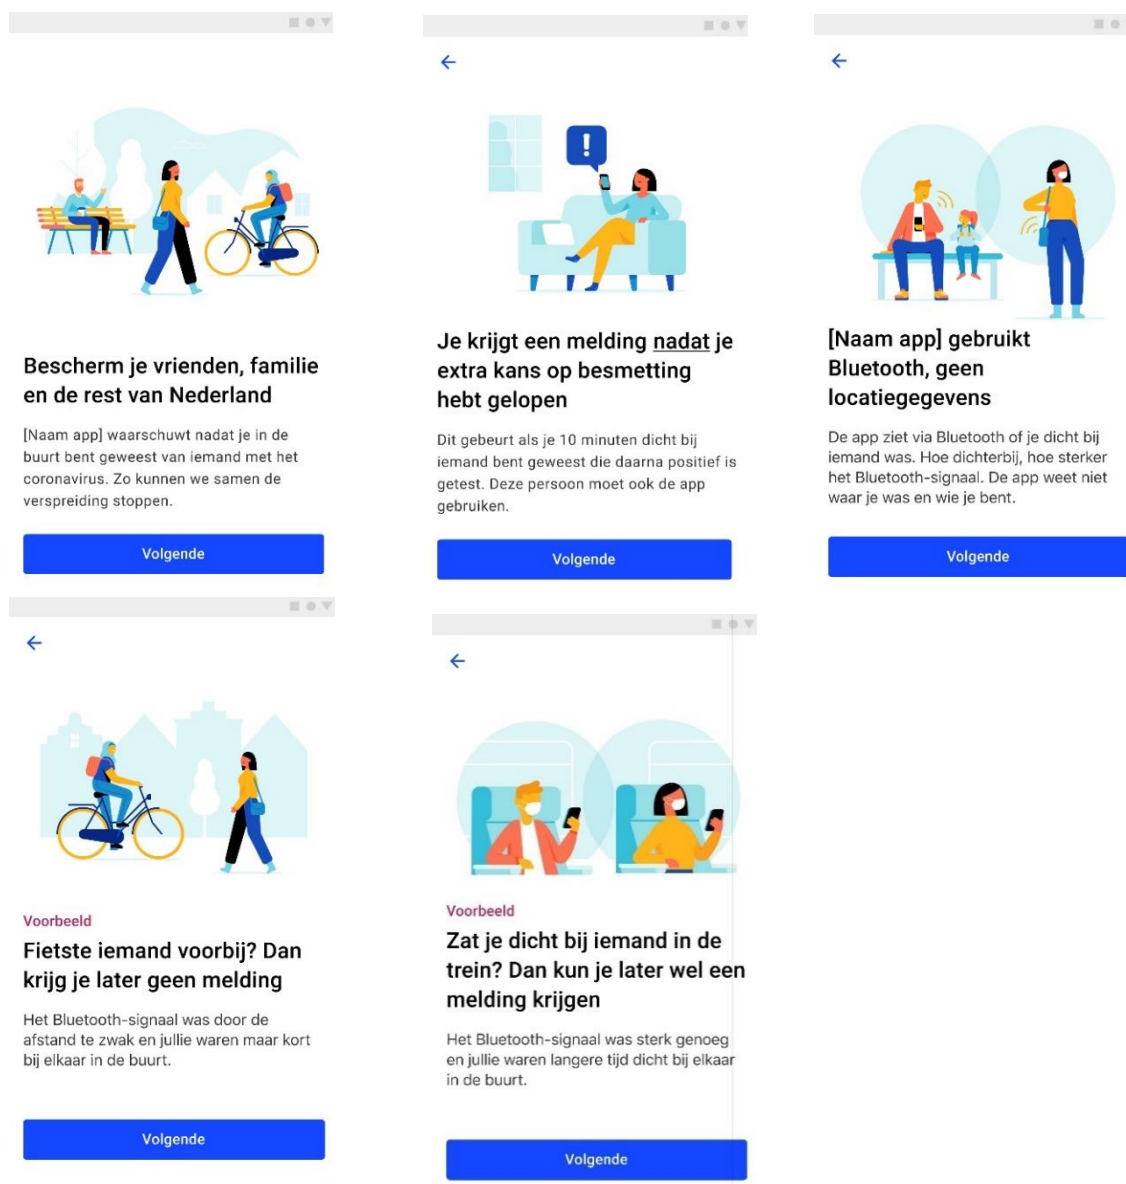 Bescherm je vrienden, familie
en de rest van Nederland
[Naam app] waarschuwt nadat je in de
buurt bent geweest van iemand met het
coronavirus. Zo kunnen we samen de
verspreiding stoppen.
Volgende
!
Je krijgt een melding nadat je
extra kans op besmetting
hebt gelopen
Dit gebeurt als je 10 minuten dicht bij
iemand bent geweest die daarna positief is
getest. Deze persoon moet ook de app
gebruiken.
Volgende
[Naam app] gebruikt
Bluetooth, geen
locatiegegevens
De app ziet via Bluetooth of je dicht bij
iemand was. Hoe dichterbij, hoe sterker
het Bluetooth-signaal. De app weet niet
waar je was en wie je bent.
Volgende
Voorbeeld
Fietste iemand voorbij? Dan
krijg je later geen melding
Het Bluetooth-signaal was door de
afstand te zwak en jullie waren maar kort
bij elkaar in de buurt.
Volgende
Voorbeeld
Zat je dicht bij iemand in de
trein? Dan kun je later wel een
melding krijgen
Het Bluetooth-signaal was sterk genoeg
en jullie waren langere tijd dicht bij elkaar
in de buurt.
Volgende